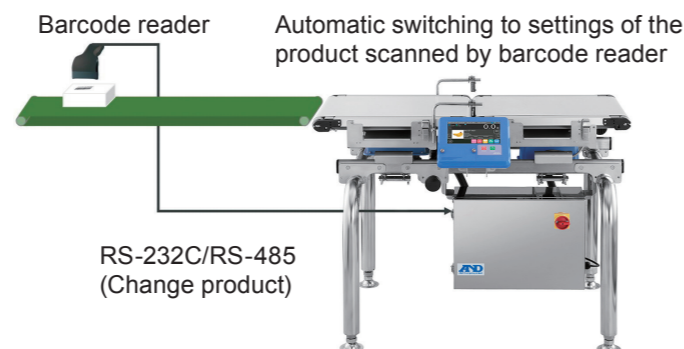 Barcode reader
Automatic switching to settings of the
product scanned by barcode reader
RS-232C/RS-485
(Change product)
AND